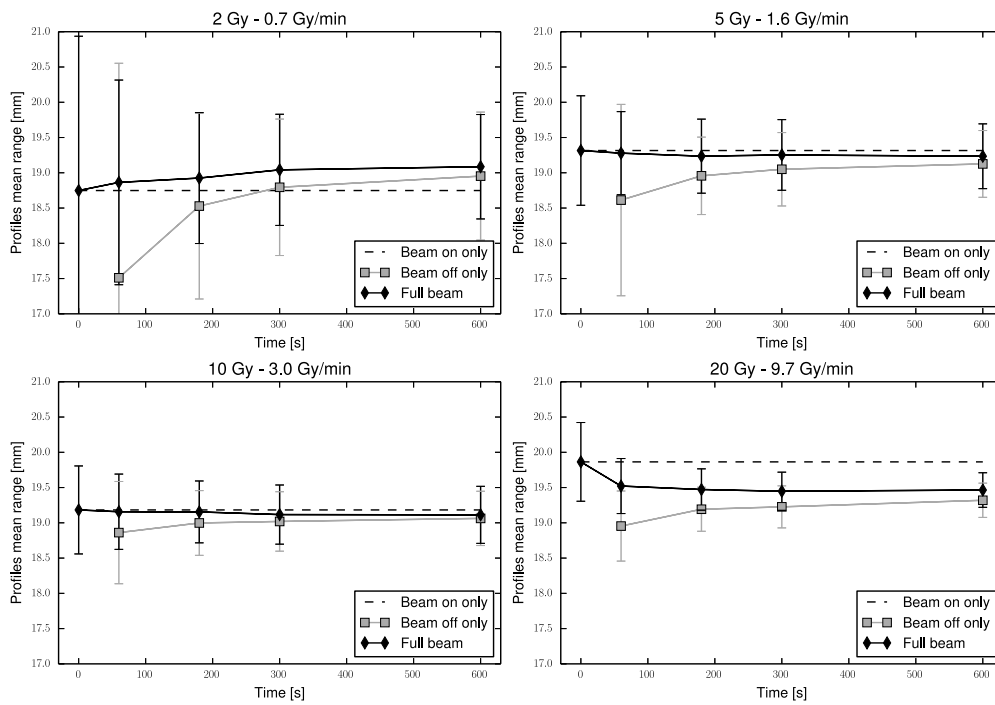 2 Gy - 0.7 Gy/min
21.0
20.5
20.0
19.5
19.0
18.5
18.0
17.5
17.0
Profiles mean range [mm]
0 100 200 300 400 500 600
Time [s]
Beam on only
Beam off only
Full beam
5 Gy - 1.6 Gy/min
21.0
20.5
20.0
19.5
19.0
18.5
18.0
17.5
17.0
Profiles mean range [mm]
0 100 200 300 400 500 600
Time [s]
Beam on only
Beam off only
Full beam
10 Gy - 3.0 Gy/min
21.0
20.5
20.0
19.5
19.0
18.5
18.0
17.5
17.0
Profiles mean range [mm]
0 100 200 300 400 500 600
Time [s]
Beam on only
Beam off only
Full beam
20 Gy - 9.7 Gy/min
21.0
20.5
20.0
19.5
19.0
18.5
18.0
17.5
17.0
Profiles mean range [mm]
0 100 200 300 400 500 600
Time [s]
Beam on only
Beam off only
Full beam